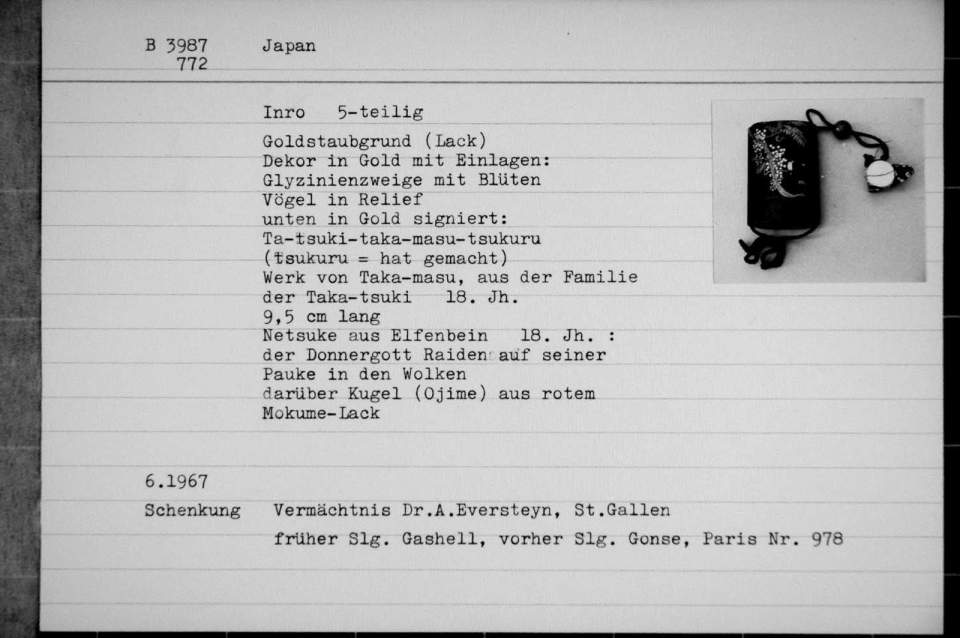 B 3987 Japan
772
Inro 5-teilig
Goldstaubgrund (Lack)
Dekor in Gold mit Einlagen:
Glyzinienzweige mit Blüten
Vögel in Relief
unten in Gold signiert:
Ta-tsuki-taka-masu-tsukuru
(tsukuru = hat gemacht)
Werk von Taka-masu, aus der Familie
der Taka-tsuki 18. Jh.
9,5 cm lang
Netsuke aus Elfenbein 18. Jh. :
der Donnergott Raiden auf seiner
Pauke in den Wolken
darüber Kugel (Ojime) aus rotem
Mokume-Lack
6.1967
Schenkung Vermächtnis Dr.A.Eversteyn, St.Gallen
früher Slg. Gashell, vorher Slg. Gonse, Paris Nr. 978